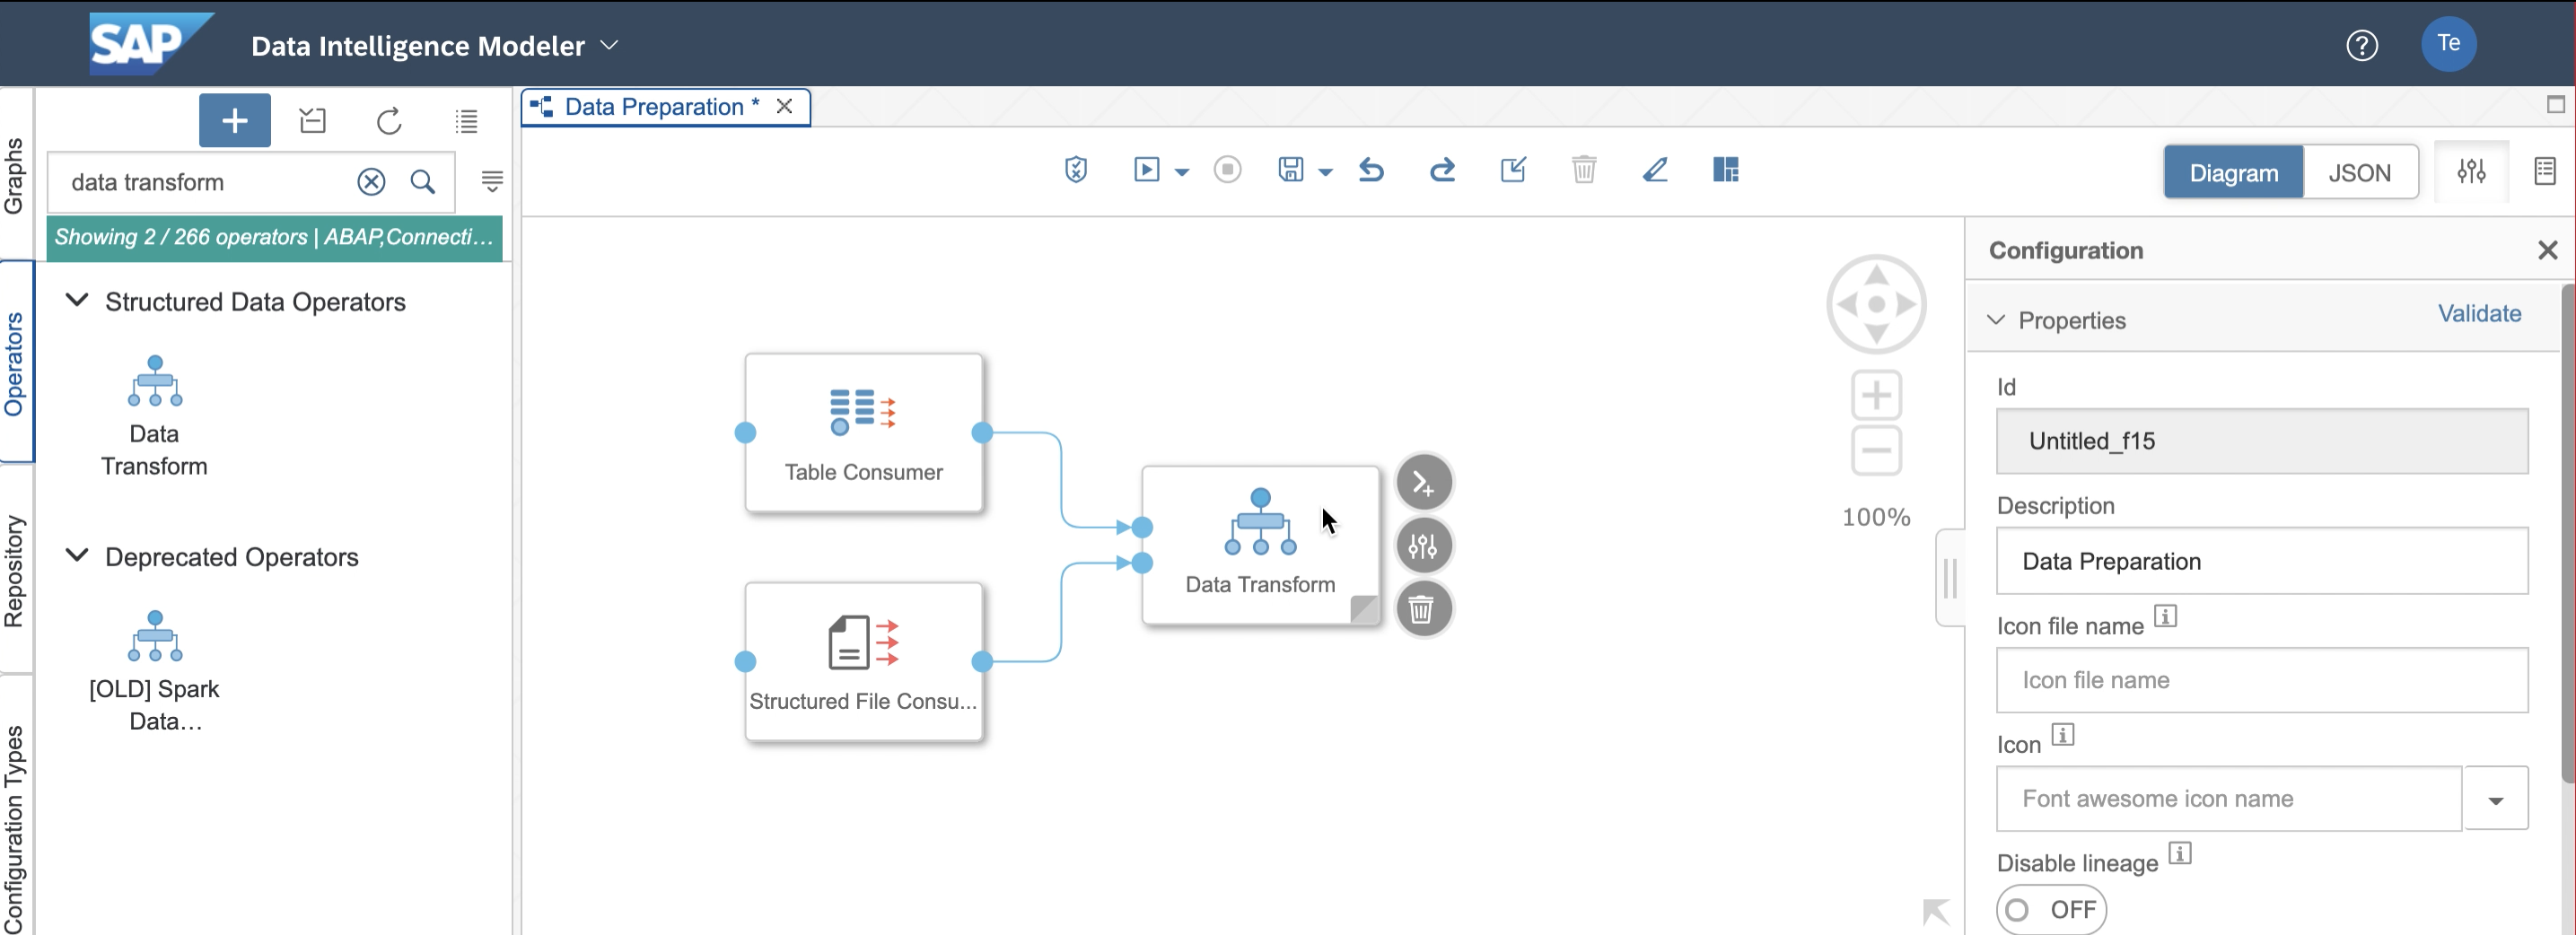 SAP
Data Intelligence Modeler
Te
Graphs
Operators
Repository
Configuration Types
data transform
Showing 2 / 266 operators | ABAP,Connecti...
Structured Data Operators
Data
Transform
Deprecated Operators
[OLD] Spark
Data...
Data Preparation *
Diagram
JSON
Table Consumer
Structured File Consu...
Data Transform
100%
Configuration
Properties
Validate
Id
Untitled_f15
Description
Data Preparation
Icon file name
Icon file name
Icon
Font awesome icon name
Disable lineage
OFF